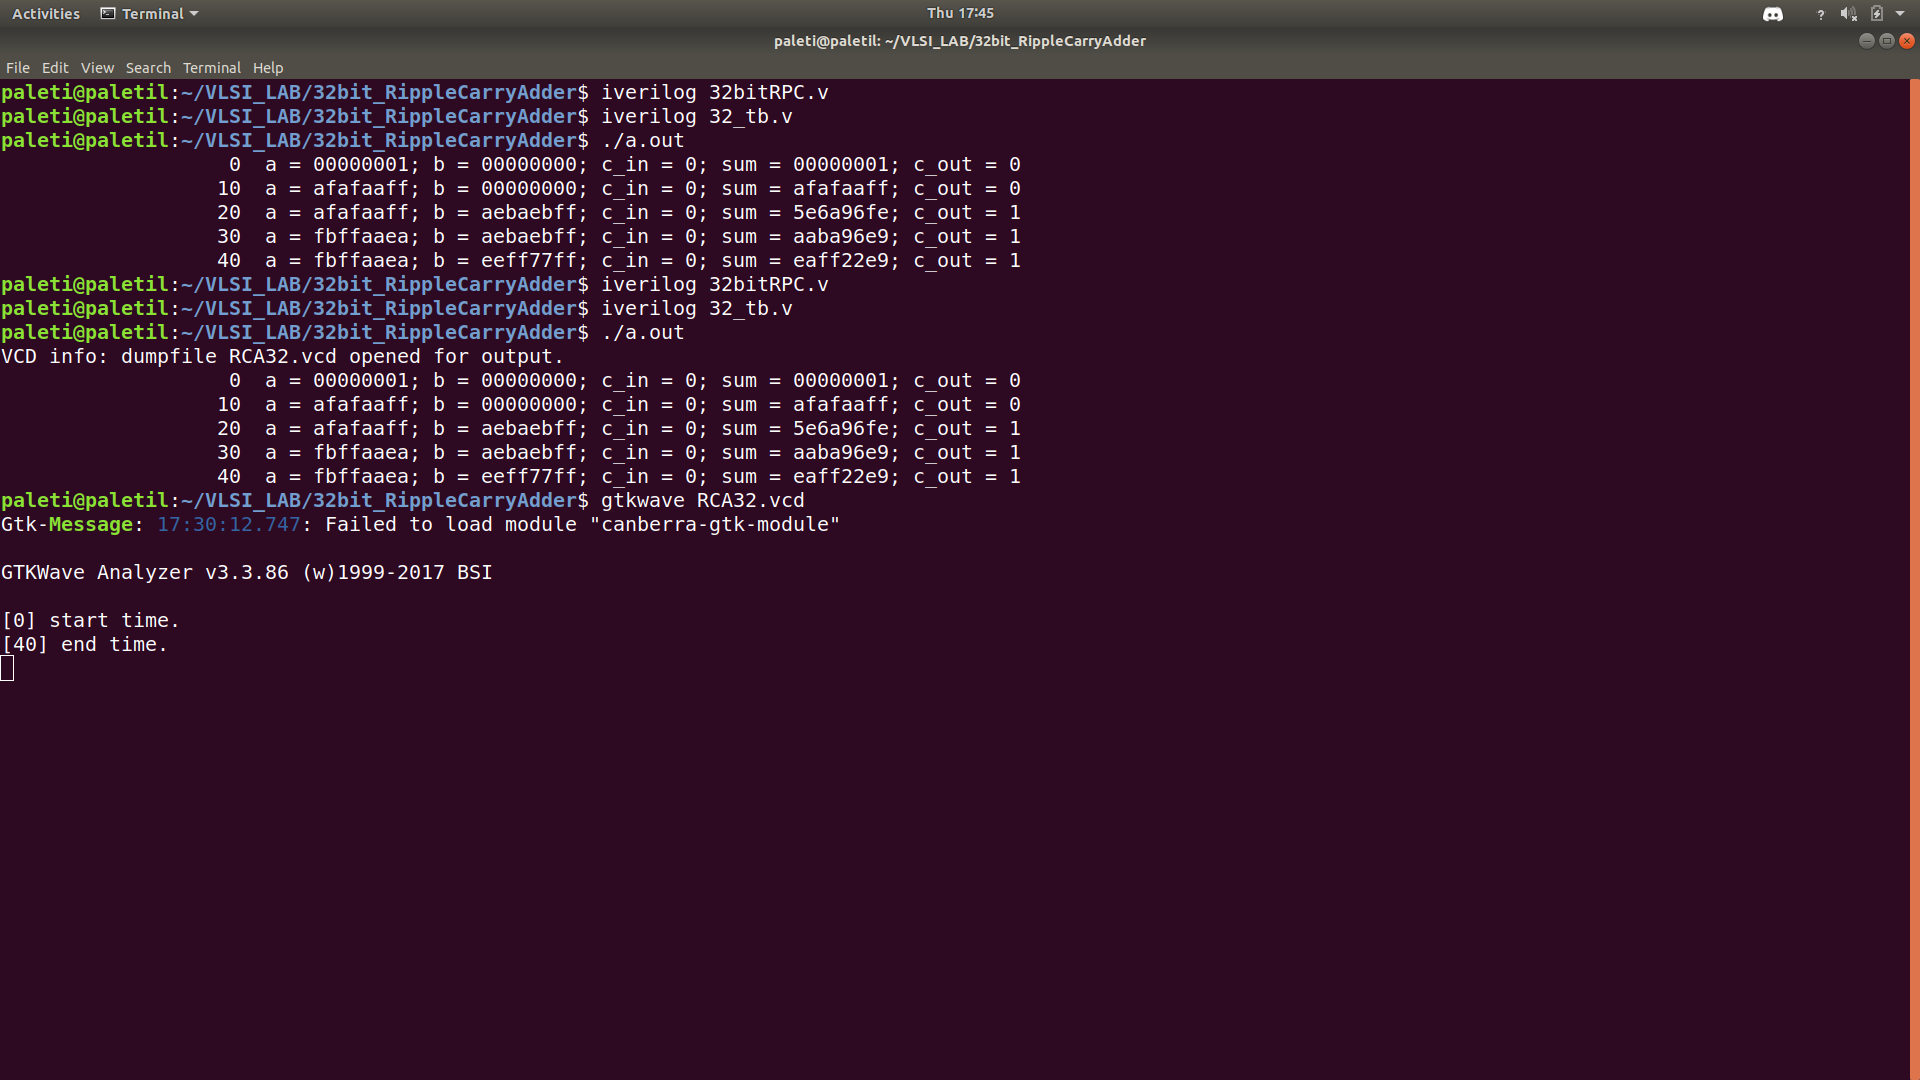 Activities Terminal Thu 17:45 ?
paleti@paletil: ~/VLSI_LAB/32bit_RippleCarryAdder
File Edit View Search Terminal Help
paleti@paletil:~/VLSI_LAB/32bit_RippleCarryAdder$ iverilog 32bitRPC.v
paleti@paletil:~/VLSI_LAB/32bit_RippleCarryAdder$ iverilog 32_tb.v
paleti@paletil:~/VLSI_LAB/32bit_RippleCarryAdder$ ./a.out
0 a = 00000001; b = 00000000; c_in = 0; sum = 00000001; c_out = 0
10 a = afafaaff; b = 00000000; c_in = 0; sum = afafaaff; c_out = 0
20 a = afafaaff; b = aebaebff; c_in = 0; sum = 5e6a96fe; c_out = 1
30 a = fbffaaea; b = aebaebff; c_in = 0; sum = aaba96e9; c_out = 1
40 a = fbffaaea; b = eeff77ff; c_in = 0; sum = eaff22e9; c_out = 1
paleti@paletil:~/VLSI_LAB/32bit_RippleCarryAdder$ iverilog 32bitRPC.v
paleti@paletil:~/VLSI_LAB/32bit_RippleCarryAdder$ iverilog 32_tb.v
paleti@paletil:~/VLSI_LAB/32bit_RippleCarryAdder$ ./a.out
VCD info: dumpfile RCA32.vcd opened for output.
0 a = 00000001; b = 00000000; c_in = 0; sum = 00000001; c_out = 0
10 a = afafaaff; b = 00000000; c_in = 0; sum = afafaaff; c_out = 0
20 a = afafaaff; b = aebaebff; c_in = 0; sum = 5e6a96fe; c_out = 1
30 a = fbffaaea; b = aebaebff; c_in = 0; sum = aaba96e9; c_out = 1
40 a = fbffaaea; b = eeff77ff; c_in = 0; sum = eaff22e9; c_out = 1
paleti@paletil:~/VLSI_LAB/32bit_RippleCarryAdder$ gtkwave RCA32.vcd
Gtk-Message: 17:30:12.747: Failed to load module "canberra-gtk-module"
GTKWave Analyzer v3.3.86 (w)1999-2017 BSI
[0] start time.
[40] end time.